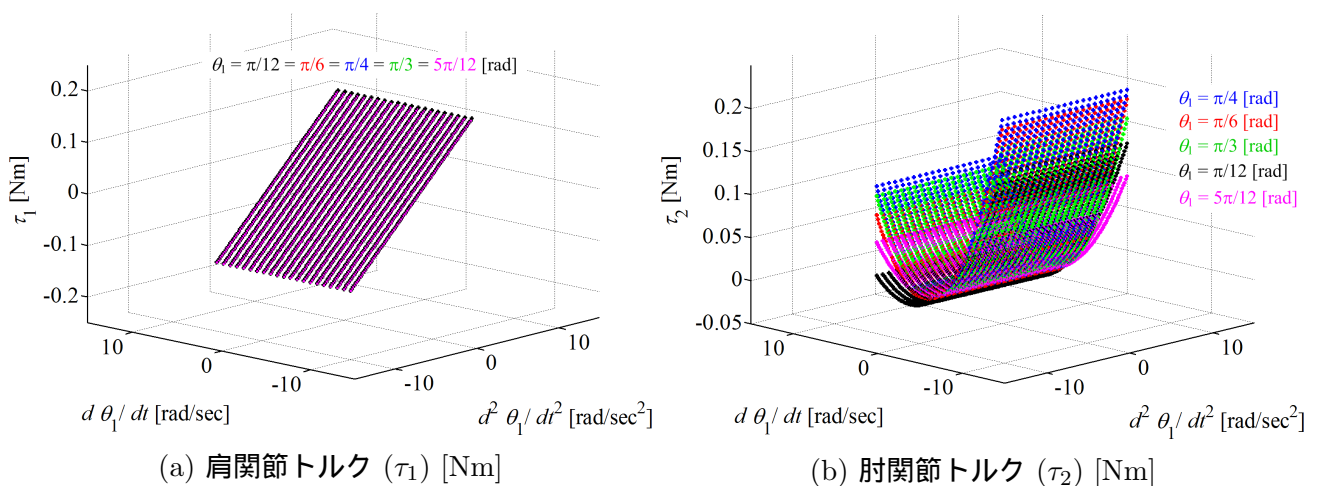 θ₁ = π/12 = π/6 = π/4 = π/3 = 5π/12 [rad]
0.2
0.1
0
-0.1
-0.2
τ₁ [Nm]
10
0
-10
-10
0
10
d θ₁/ dt [rad/sec]
d² θ₁/ dt² [rad/sec²]
(a) 肩関節トルク (τ₁) [Nm]
θ₁ = π/4 [rad]
θ₁ = π/6 [rad]
θ₁ = π/3 [rad]
θ₁ = π/12 [rad]
θ₁ = 5π/12 [rad]
0.2
0.15
0.1
0.05
0
-0.05
τ₂ [Nm]
10
0
-10
-10
0
10
d θ₁/ dt [rad/sec]
d² θ₁/ dt² [rad/sec²]
(b) 肘関節トルク (τ₂) [Nm]